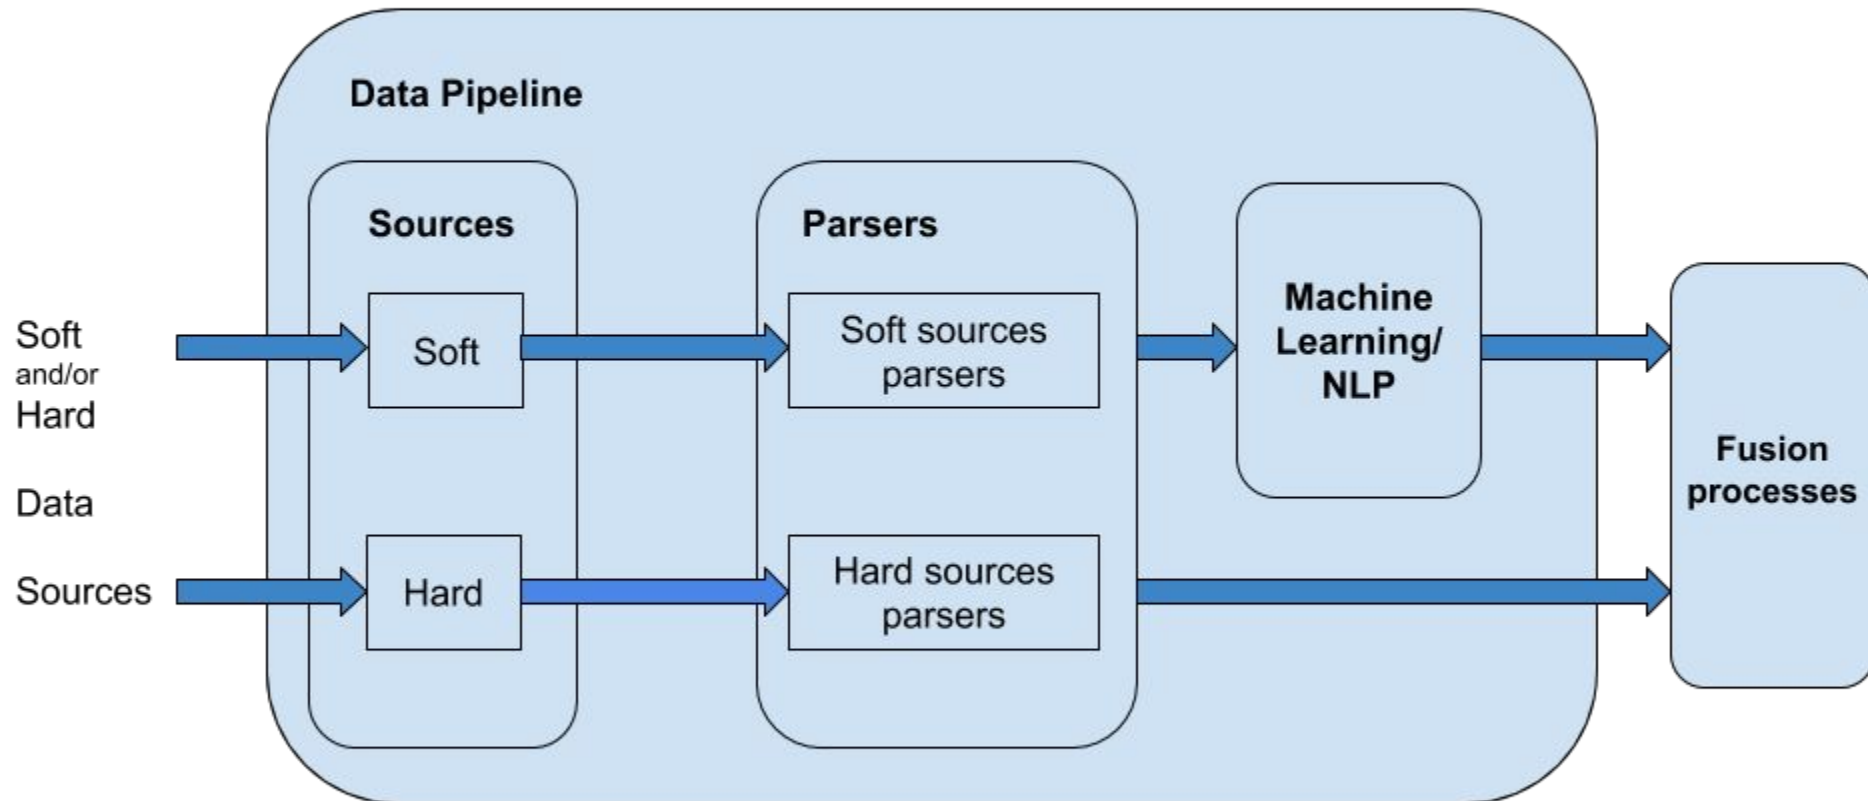 Data Pipeline
Sources
Parsers
Soft
and/or
Hard
Data
Sources
Soft
Hard
Soft sources
parsers
Hard sources
parsers
Machine
Learning/
NLP
Fusion
processes